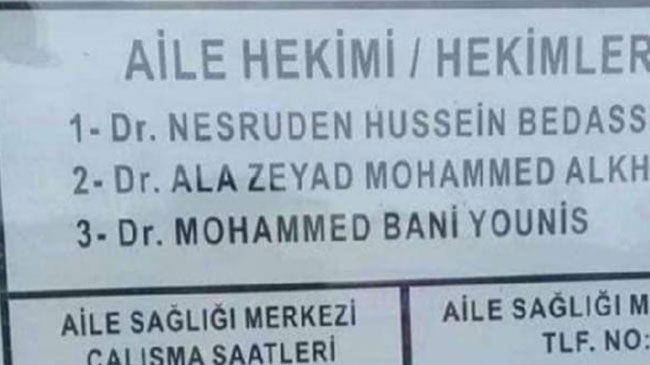 AİLE HEKİMİ / HEKİMLER
1- Dr. NESRUDEN HUSSEİN BEDASS
2- Dr. ALA ZEYAD MOHAMMED ALKH
3- Dr. MOHAMMED BANİ YOUNİS
AİLE SAĞLIĞI MERKEZİ
ÇALIŞMA SAATLERİ
AİLE SAĞLIĞI M
TLF. NO: